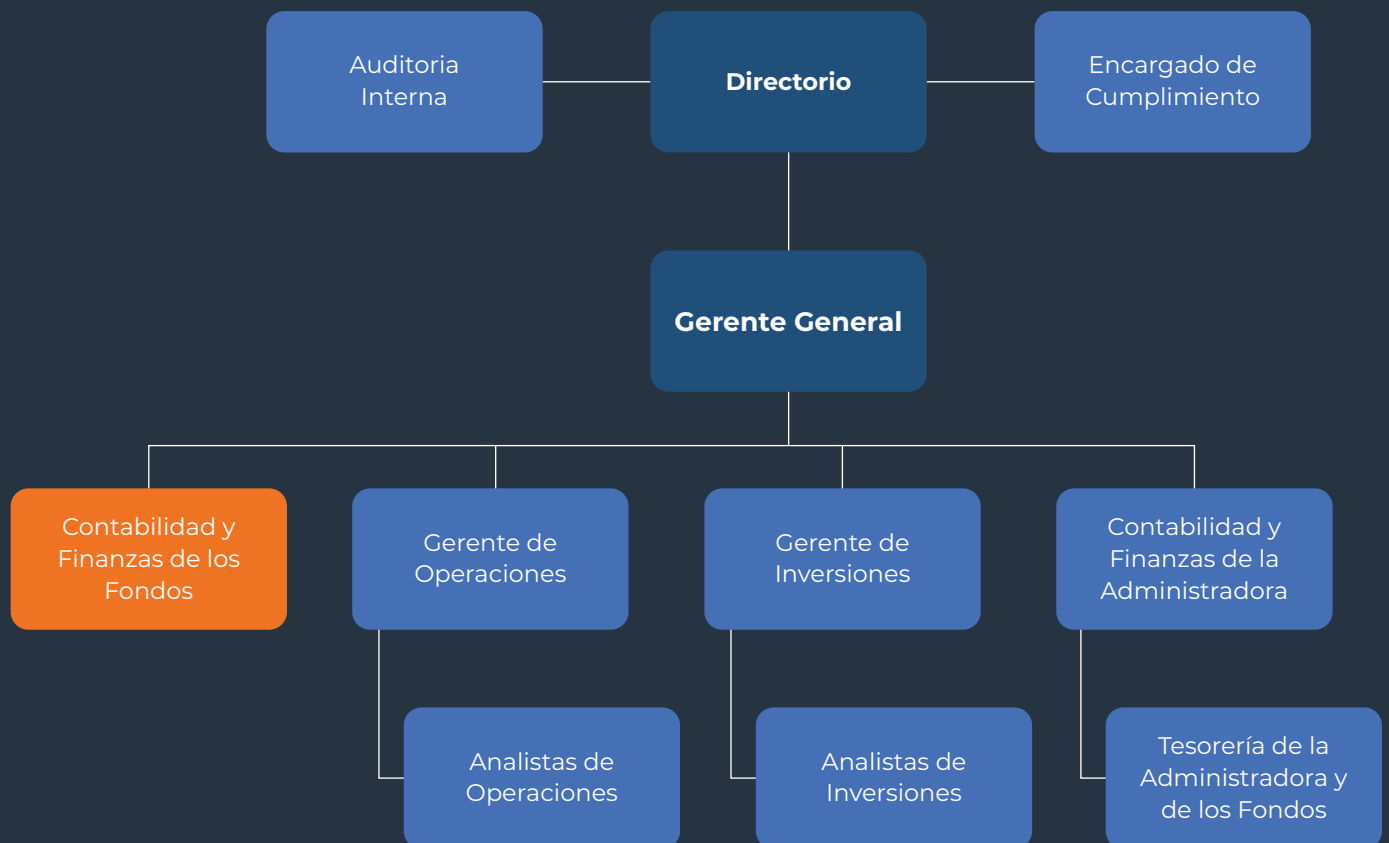 Auditoria
Interna
Directorio
Encargado de
Cumplimiento
Gerente General
Contabilidad y
Finanzas de los
Fondos
Gerente de
Operaciones
Gerente de
Inversiones
Contabilidad y
Finanzas de la
Administradora
Analistas de
Operaciones
Analistas de
Inversiones
Tesorería de la
Administradora y
de los Fondos